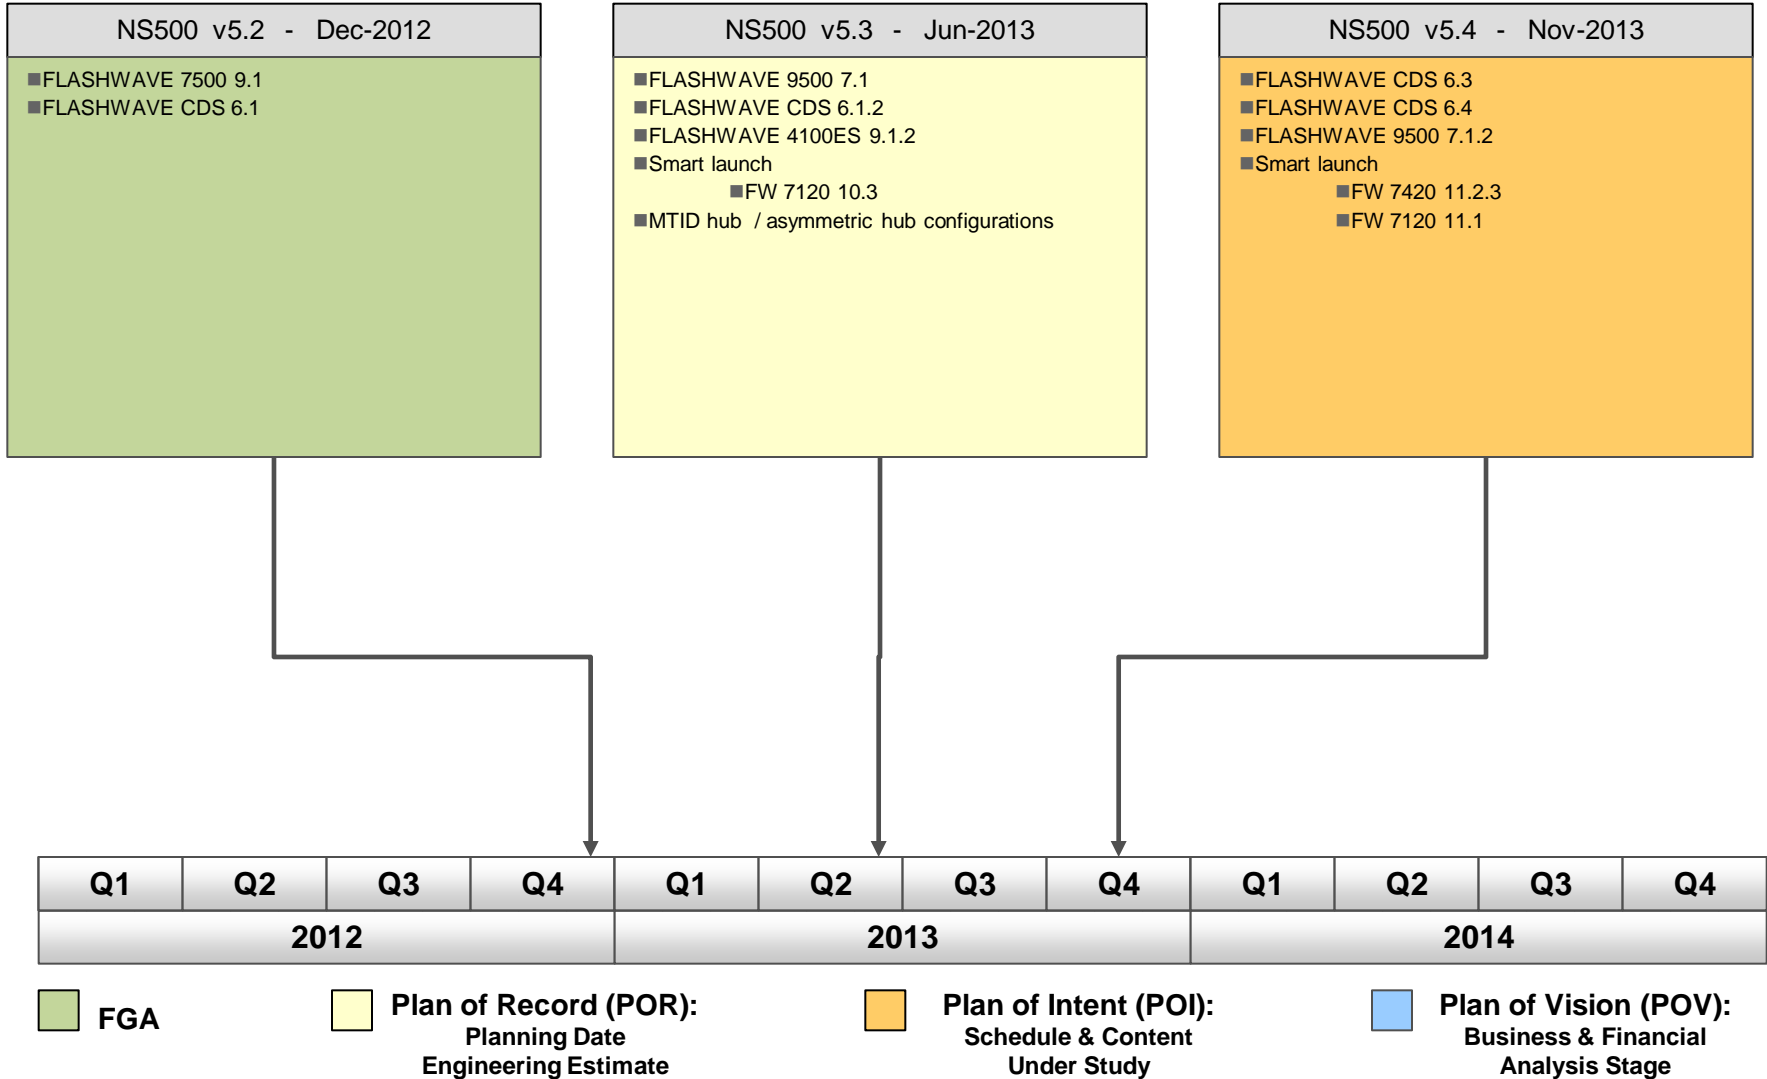 NS500 v5.2 - Dec-2012
FLASHWAVE 7500 9.1
FLASHWAVE CDS 6.1
NS500 v5.3 - Jun-2013
FLASHWAVE 9500 7.1
FLASHWAVE CDS 6.1.2
FLASHWAVE 4100ES 9.1.2
Smart launch
FW 7120 10.3
MTID hub / asymmetric hub configurations
NS500 v5.4 - Nov-2013
FLASHWAVE CDS 6.3
FLASHWAVE CDS 6.4
FLASHWAVE 9500 7.1.2
Smart launch
FW 7420 11.2.3
FW 7120 11.1
Q1 Q2 Q3 Q4 Q1 Q2 Q3 Q4 Q1 Q2 Q3 Q4
2012 2013 2014
FGA
Plan of Record (POR):
Planning Date
Engineering Estimate
Plan of Intent (POI):
Schedule & Content
Under Study
Plan of Vision (POV):
Business & Financial
Analysis Stage